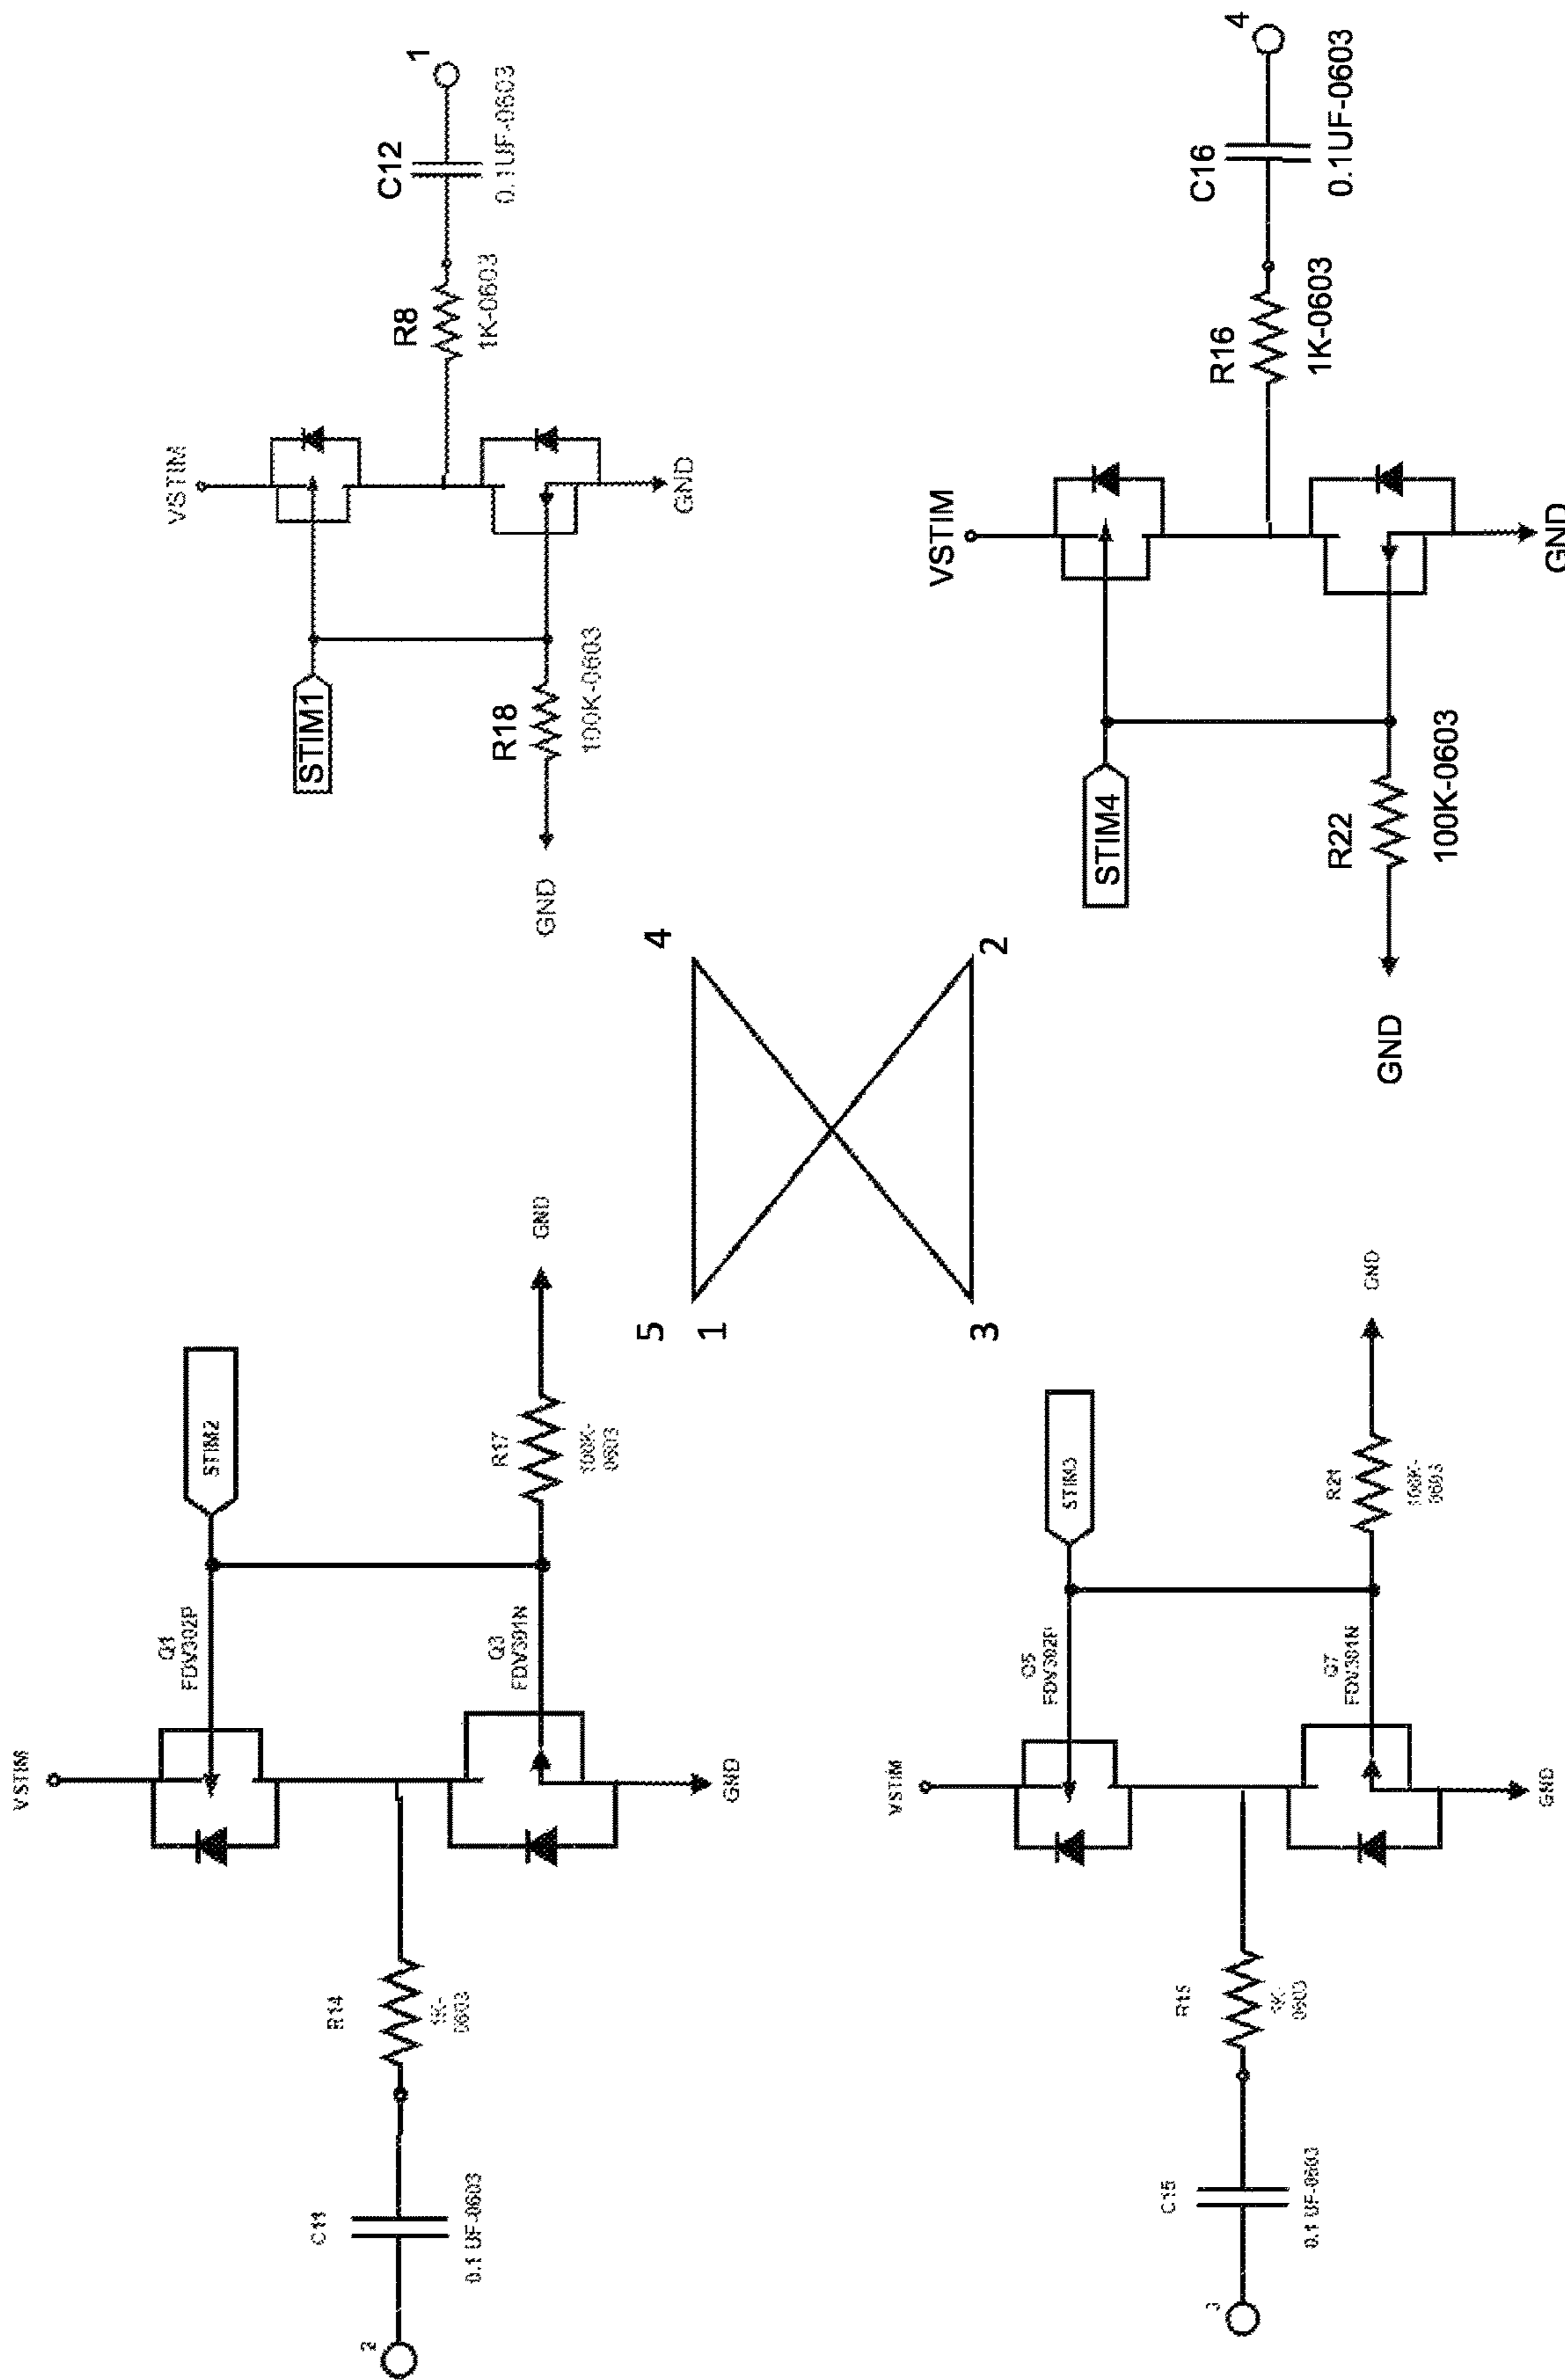 VSTIM
STIM2
Q1
FDV302P
2
C11
0.1 UF-0603
R14
1K-
0603
Q3
FDV301N
R17
100K-
0603
GND
GND
VSTIM
STIM1
R8
1K-0603
C12
0.1UF-0603
1
R18
100K-0603
GND
GND
5
1
4
3
2
VSTIM
STIM3
Q5
FDV302P
3
C15
0.1 UF-0603
R15
1K-
0603
Q7
FDV301N
R21
100K-
0603
GND
GND
VSTIM
STIM4
R16
1K-0603
C16
0.1UF-0603
4
R22
100K-0603
GND
GND